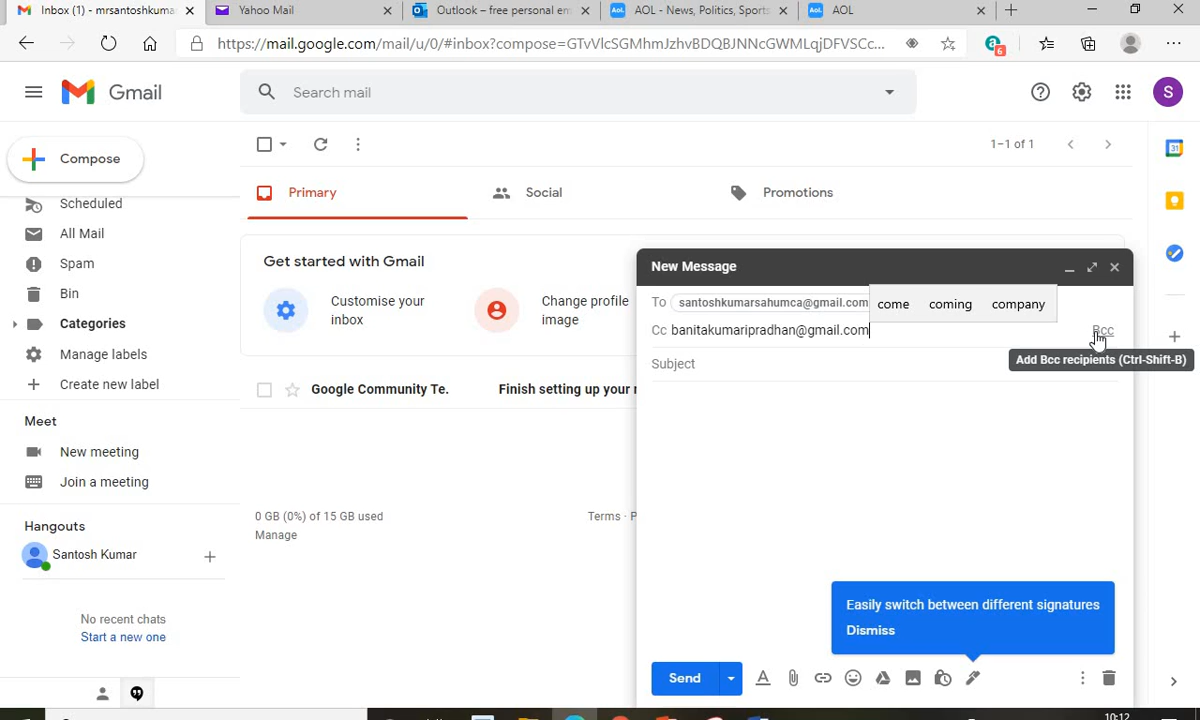 Inbox (1) - mrsantoshkuma
Yahoo Mail
Outlook – free personal em
AOL - News, Politics, Sports
AOL
https://mail.google.com/mail/u/0/#inbox?compose=GTvVlcSGMhmJzhvBDQBJNNcGWMLqjDFVSCc...
6
Gmail
Search mail
S
Compose
1–1 of 1
31
Primary
Social
Promotions
Scheduled
All Mail
Spam
Bin
Categories
Manage labels
Create new label
Get started with Gmail
Customise your
inbox
Change profile
image
Google Community Te.
Finish setting up your
New Message
To santoshkumarsahumca@gmail.com
come coming company
Cc banitakumaripradhan@gmail.com
Bcc
Add Bcc recipients (Ctrl-Shift-B)
Subject
Meet
New meeting
Join a meeting
Hangouts
Santosh Kumar
No recent chats
Start a new one
0 GB (0%) of 15 GB used
Manage
Terms · P
Easily switch between different signatures
Dismiss
Send
10:12